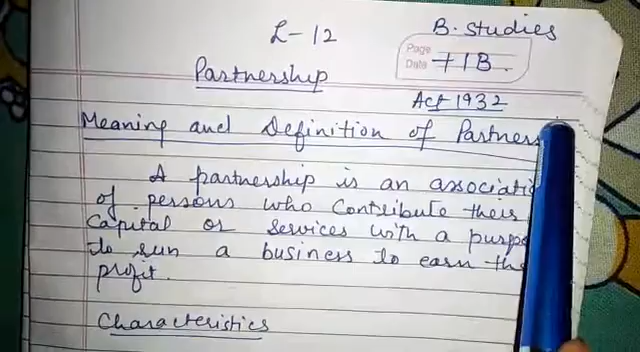 L-12
B. Studies
Page
Date +1B
Partnership
Act 1932
Meaning and Definition of Partners
A partnership is an associati
of persons who contribute their
Capital or Services with a purpo
to run a business to earn the
profit.
Characteristics